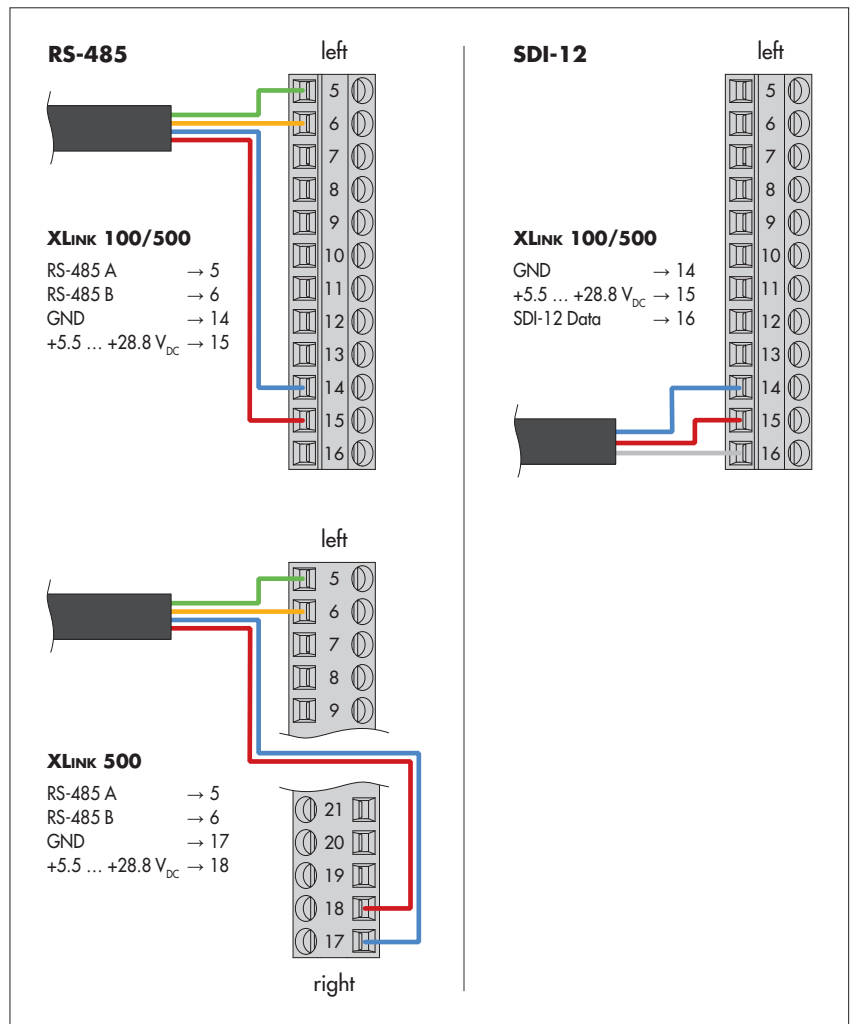 RS-485
left
5
6
7
8
9
10
11
12
13
14
15
16
XLINK 100/500
RS-485 A → 5
RS-485 B → 6
GND → 14
+5.5 … +28.8 VDC → 15
left
5
6
7
8
9
XLINK 500
RS-485 A → 5
RS-485 B → 6
GND → 17
+5.5 … +28.8 VDC → 18
21
20
19
18
17
right
SDI-12
left
5
6
7
8
9
10
11
12
13
14
15
16
XLINK 100/500
GND → 14
+5.5 … +28.8 VDC → 15
SDI-12 Data → 16